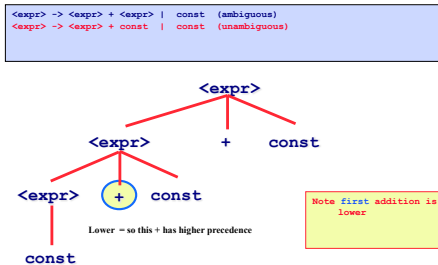 <expr> -> <expr> + <expr> | const (ambiguous)
<expr> -> <expr> + const | const (unambiguous)
<expr>
<expr> + const
<expr> + const
Note first addition is
lower
Lower = so this + has higher precedence
const